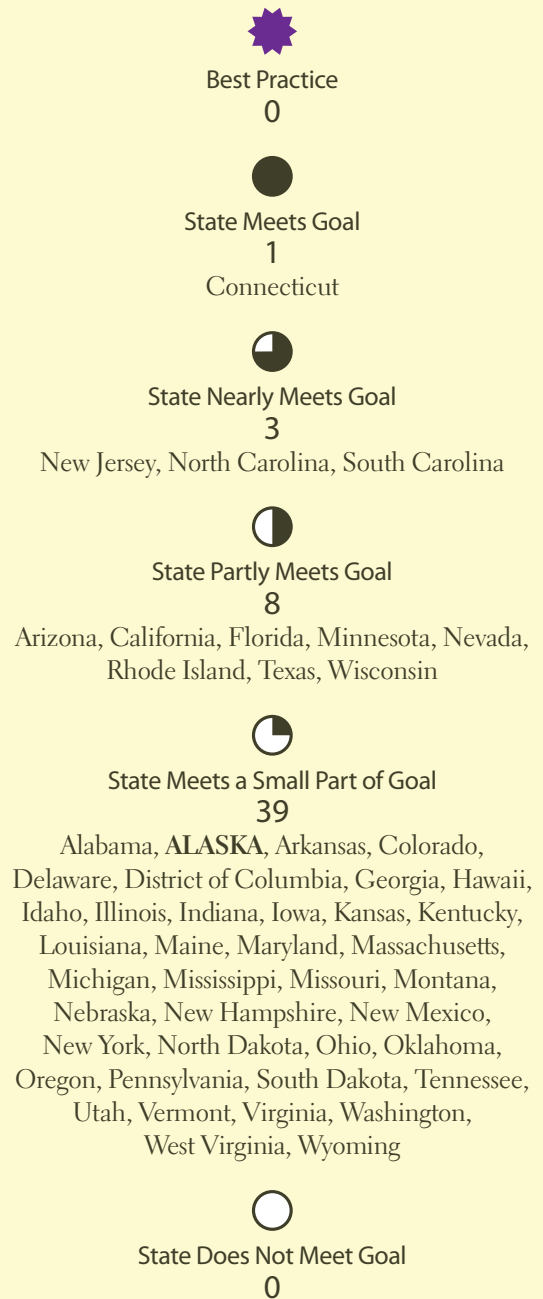 Best Practice
0
State Meets Goal
1
Connecticut
State Nearly Meets Goal
3
New Jersey, North Carolina, South Carolina
State Partly Meets Goal
8
Arizona, California, Florida, Minnesota, Nevada,
Rhode Island, Texas, Wisconsin
State Meets a Small Part of Goal
39
Alabama, ALASKA, Arkansas, Colorado,
Delaware, District of Columbia, Georgia, Hawaii,
Idaho, Illinois, Indiana, Iowa, Kansas, Kentucky,
Louisiana, Maine, Maryland, Massachusetts,
Michigan, Mississippi, Missouri, Montana,
Nebraska, New Hampshire, New Mexico,
New York, North Dakota, Ohio, Oklahoma,
Oregon, Pennsylvania, South Dakota, Tennessee,
Utah, Vermont, Virginia, Washington,
West Virginia, Wyoming
State Does Not Meet Goal
0